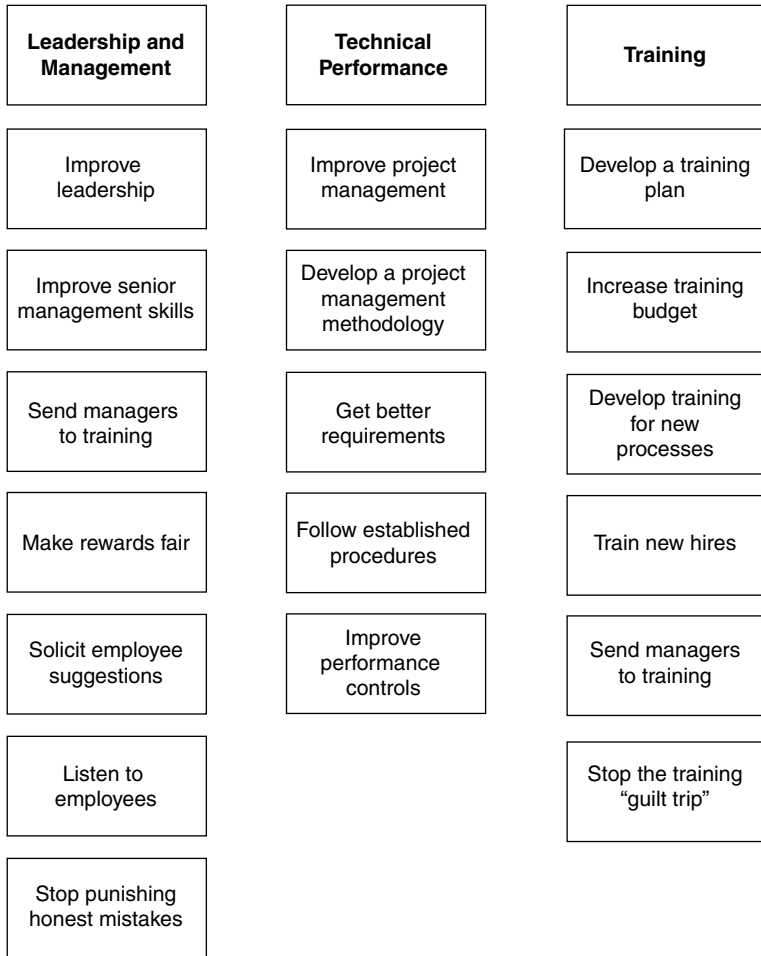 Leadership and
Management
Improve
leadership
Improve senior
management skills
Send managers
to training
Make rewards fair
Solicit employee
suggestions
Listen to
employees
Stop punishing
honest mistakes
Technical
Performance
Improve project
management
Develop a project
management
methodology
Get better
requirements
Follow established
procedures
Improve
performance
controls
Training
Develop a training
plan
Increase training
budget
Develop training
for new
processes
Train new hires
Send managers
to training
Stop the training
“guilt trip”